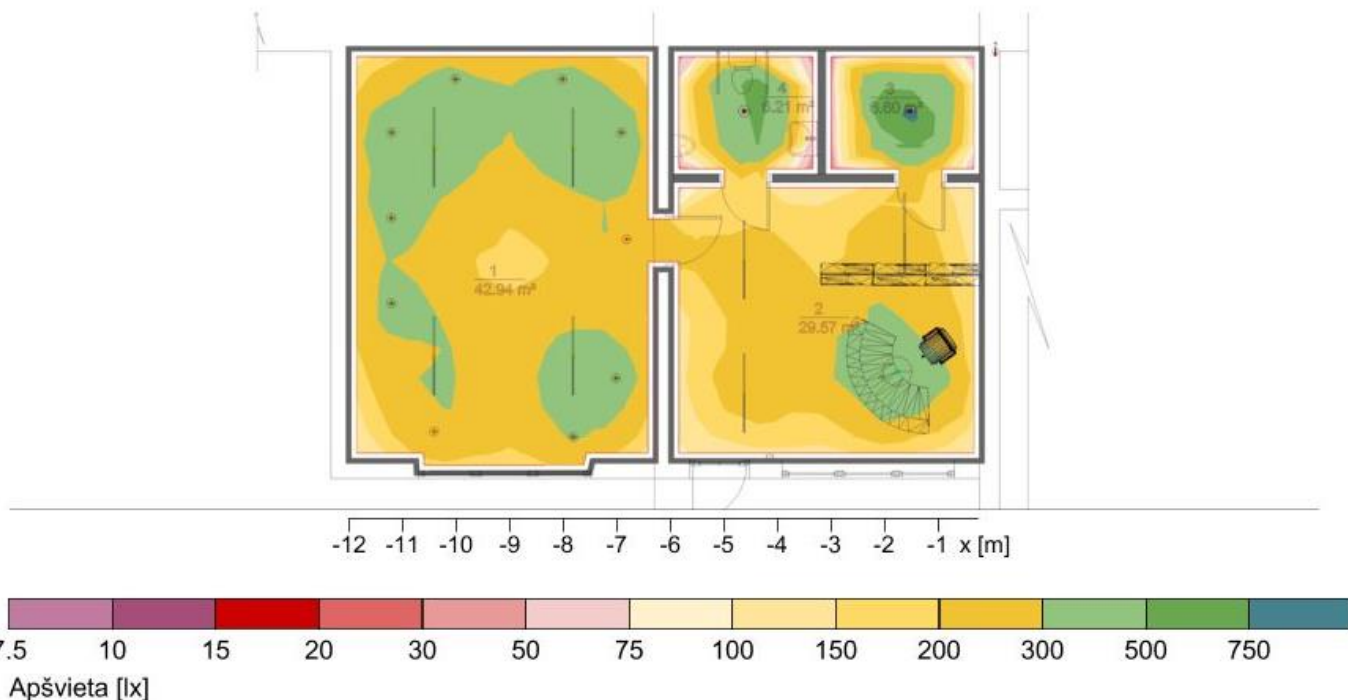 4
6.21 m²
3
6.60 m²
1
42.94 m²
2
29.57 m²
-12 -11 -10 -9 -8 -7 -6 -5 -4 -3 -2 -1 x [m]
7.5 10 15 20 30 50 75 100 150 200 300 500 750
Apšvieta [lx]